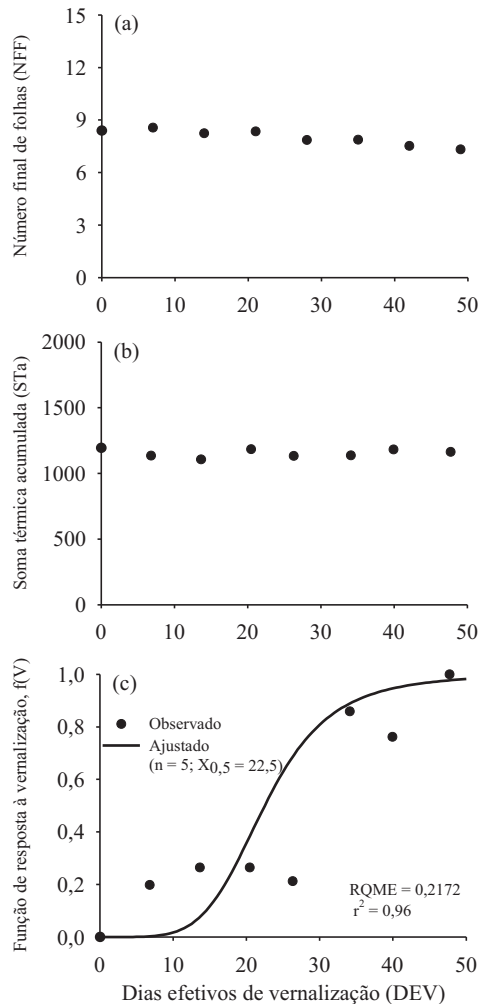 (a)
Número final de folhas (NFF)
15
12
9
6
3
0
0 10 20 30 40 50
(b)
Soma térmica acumulada (STa)
2000
1500
1000
500
0
0 10 20 30 40 50
(c)
Função de resposta à vernalização, f(V)
1,0
0,8
0,6
0,4
0,2
0,0
Observado
Ajustado
(n = 5; X0,5 = 22,5)
RQME = 0,2172
r² = 0,96
0 10 20 30 40 50
Dias efetivos de vernalização (DEV)